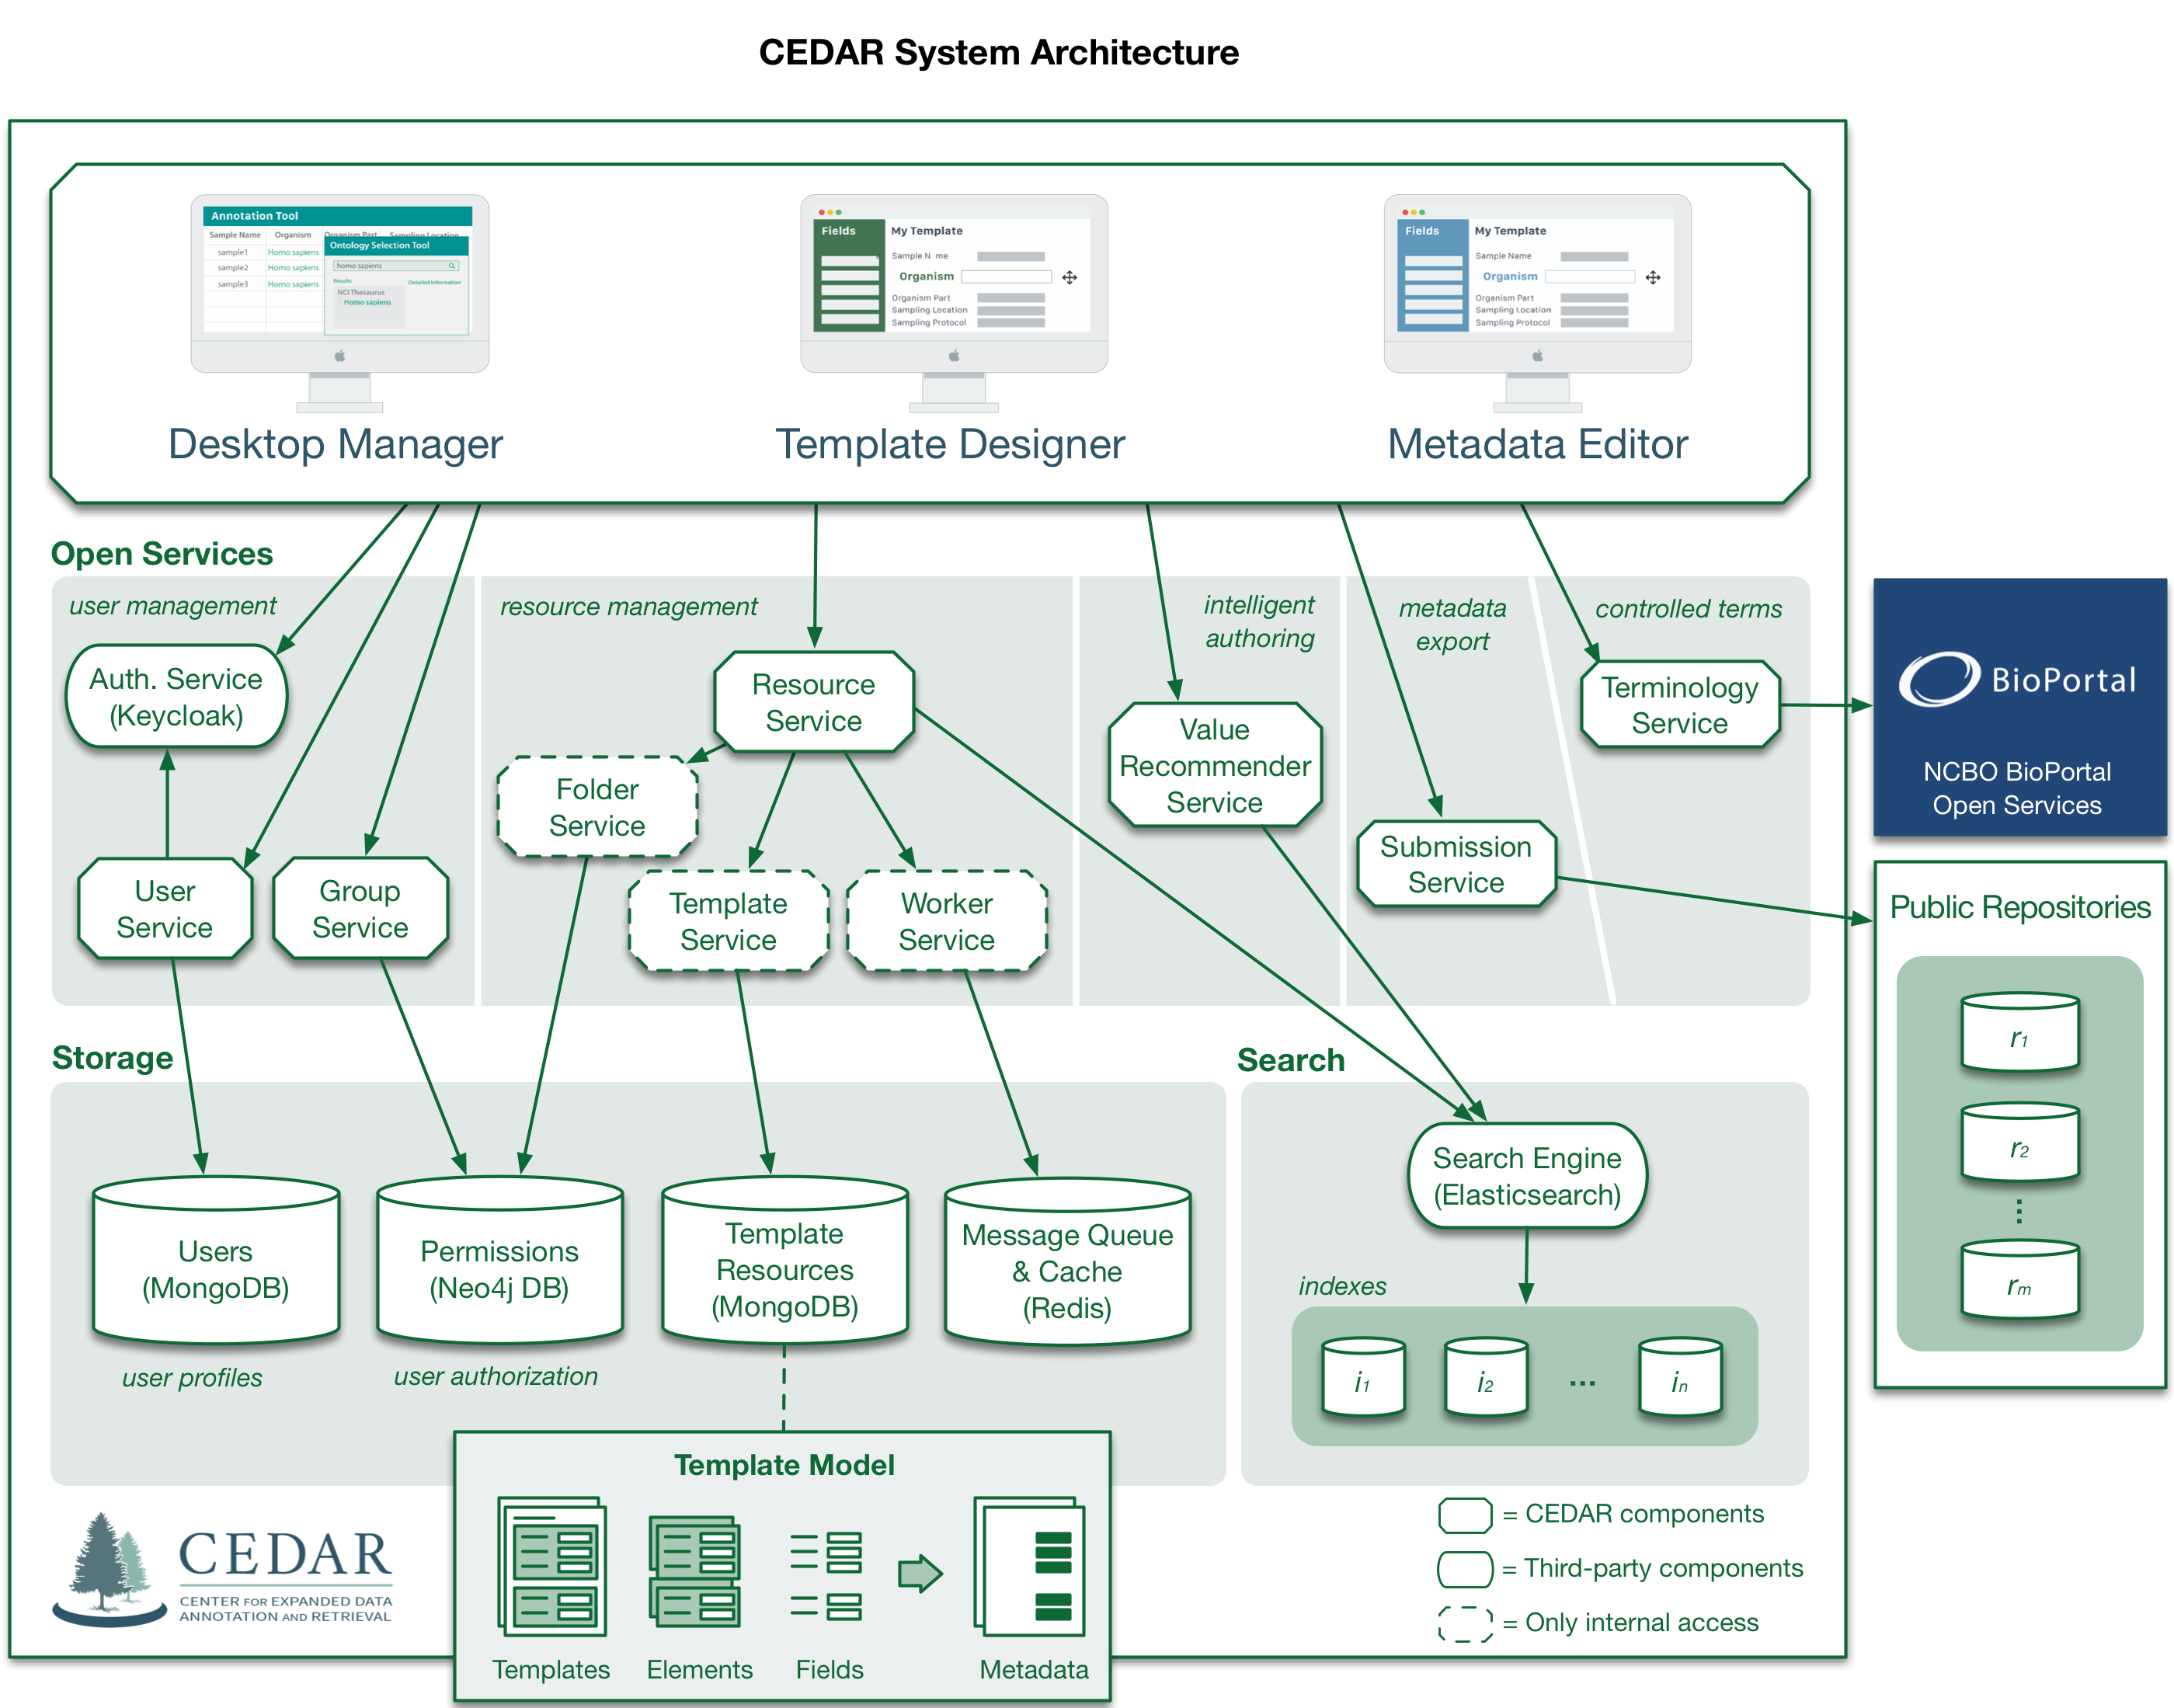 CEDAR System Architecture
Annotation Tool
Sample Name Organism Organism Part Sampling Location
Ontology Selection Tool
sample1 Homo sapiens
homo sapiens
sample2 Homo sapiens
Results Detailed Information
sample3 Homo sapiens
NCI Thesaurus
Homo sapiens
Desktop Manager
Fields
My Template
Sample N me
Organism
Organism Part
Sampling Location
Sampling Protocol
Template Designer
Fields
My Template
Sample Name
Organism
Organism Part
Sampling Location
Sampling Protocol
Metadata Editor
Open Services
user management
resource management
intelligent
authoring
metadata
export
controlled terms
Auth. Service
(Keycloak)
User
Service
Group
Service
Resource
Service
Folder
Service
Template
Service
Worker
Service
Value
Recommender
Service
Submission
Service
Terminology
Service
BioPortal
NCBO BioPortal
Open Services
Public Repositories
r1
r2
⋮
rm
Storage
Users
(MongoDB)
user profiles
Permissions
(Neo4j DB)
user authorization
Template
Resources
(MongoDB)
Message Queue
& Cache
(Redis)
Search
Search Engine
(Elasticsearch)
indexes
i1 i2 ... in
Template Model
Templates Elements Fields Metadata
CEDAR
CENTER FOR EXPANDED DATA
ANNOTATION AND RETRIEVAL
= CEDAR components
= Third-party components
= Only internal access